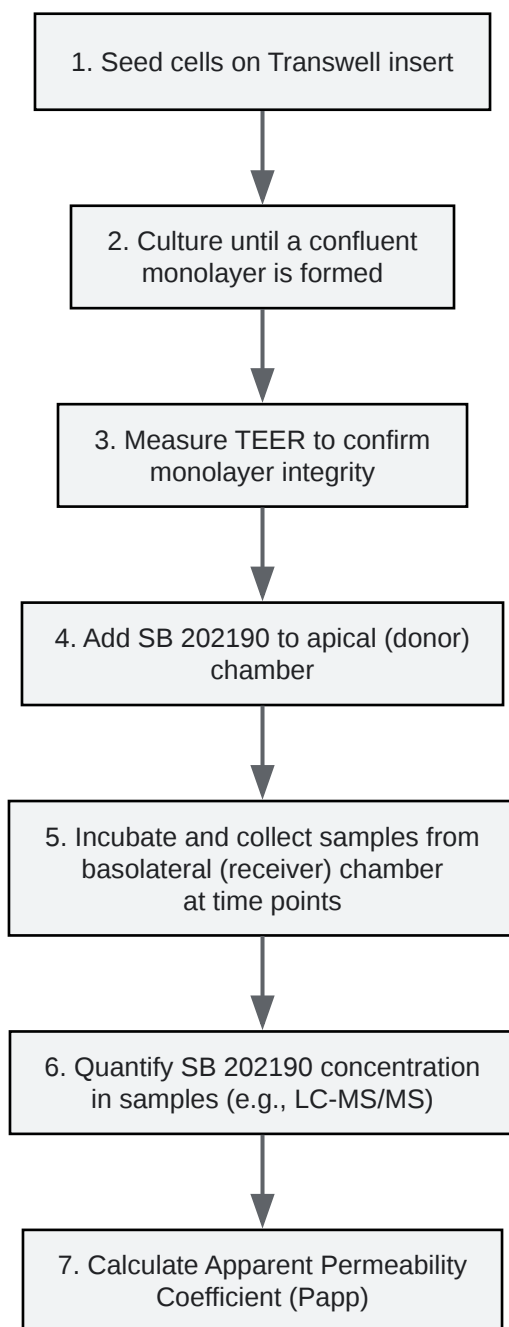 1. Seed cells on Transwell insert
2. Culture until a confluent
monolayer is formed
3. Measure TEER to confirm
monolayer integrity
4. Add SB 202190 to apical (donor)
chamber
5. Incubate and collect samples from
basolateral (receiver) chamber
at time points
6. Quantify SB 202190 concentration
in samples (e.g., LC-MS/MS)
7. Calculate Apparent Permeability
Coefficient (Papp)